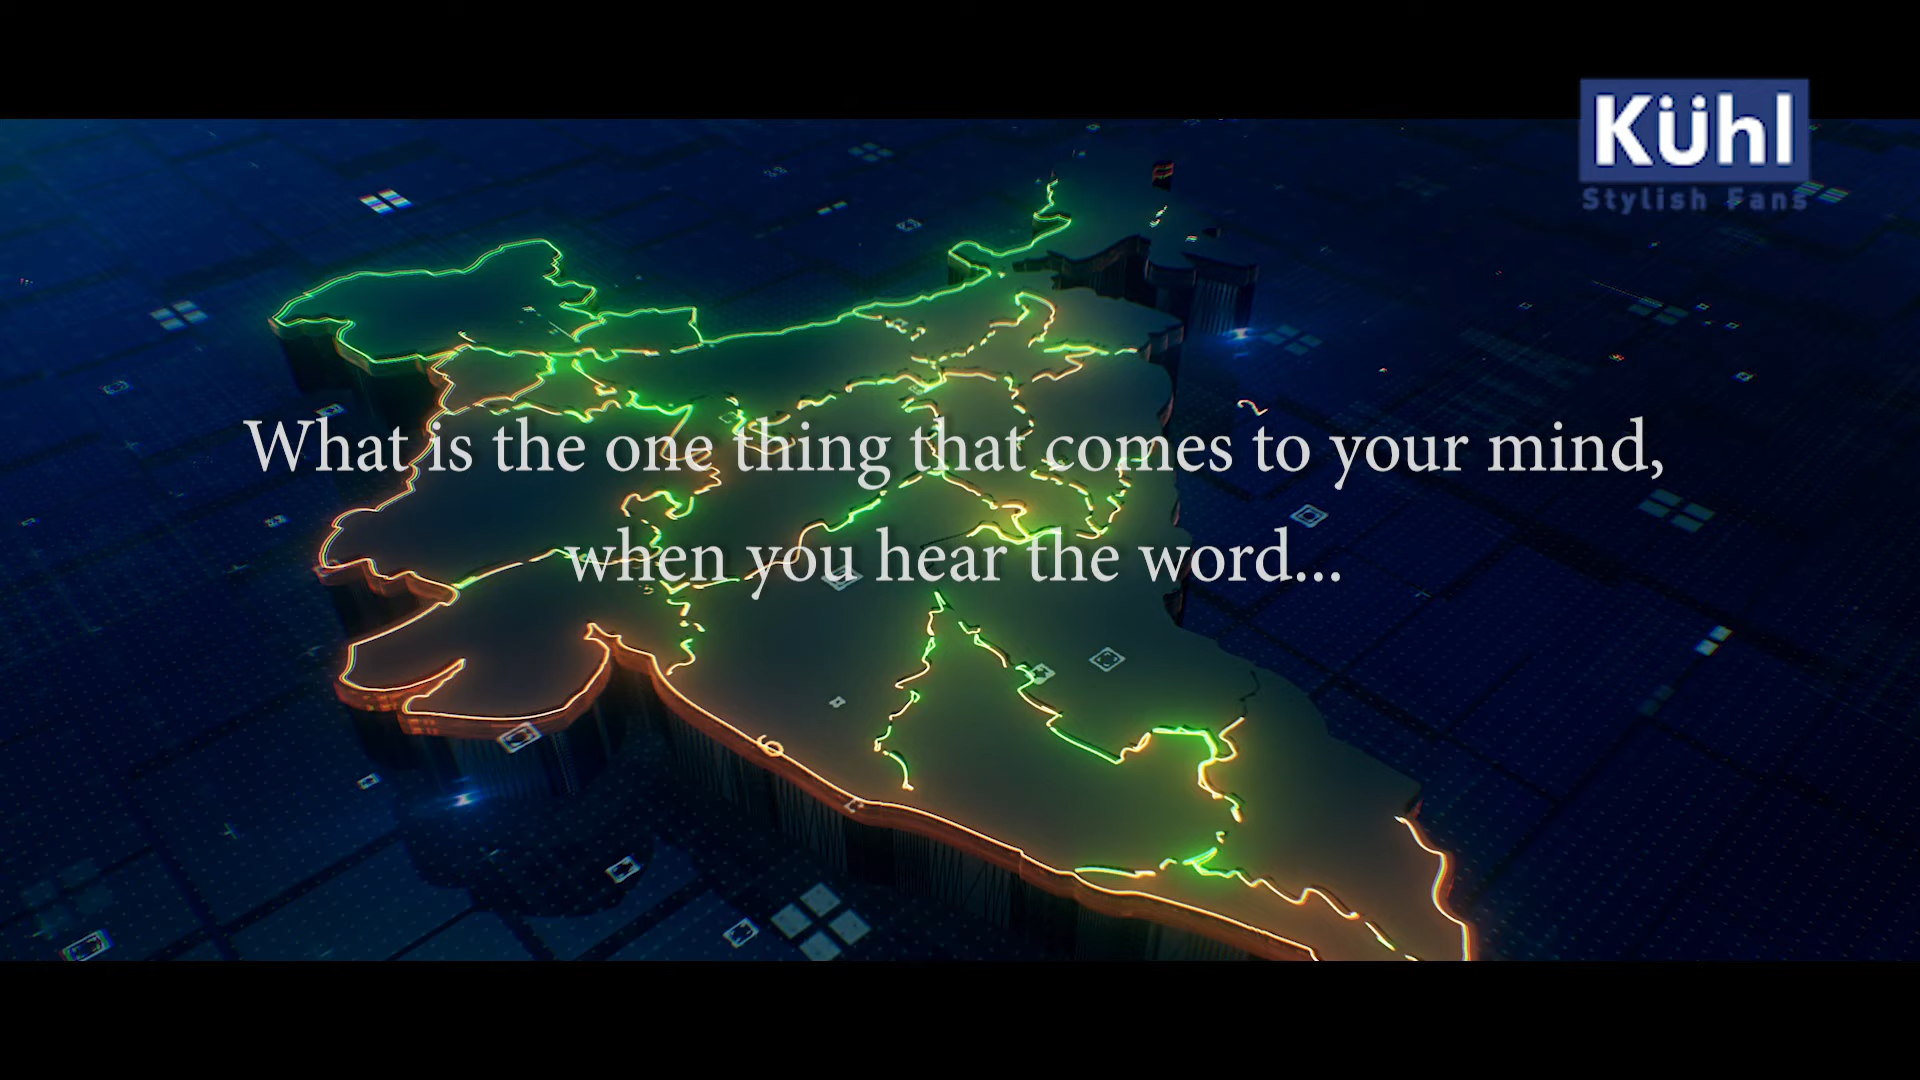 Kühl
Stylish Fans
What is the one thing that comes to your mind,
when you hear the word...